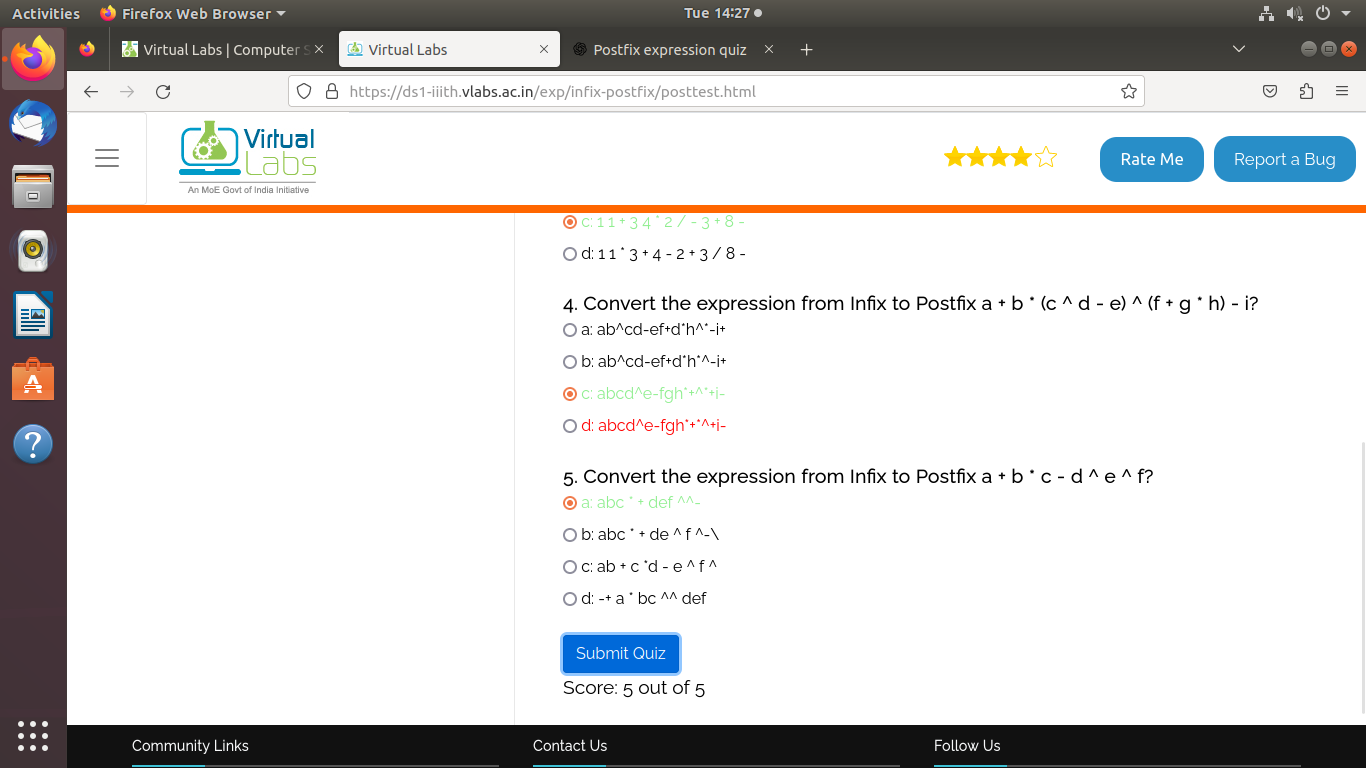 Activities Firefox Web Browser Tue 14:27
Virtual Labs | Computer S Virtual Labs Postfix expression quiz
https://ds1-iiith.vlabs.ac.in/exp/infix-postfix/posttest.html
Virtual
Labs
An MoE Govt of India Initiative
Rate Me Report a Bug
c: 1 1 + 3 4 * 2 / - 3 + 8 -
d: 1 1 * 3 + 4 - 2 + 3 / 8 -
4. Convert the expression from Infix to Postfix a + b * (c ^ d - e) ^ (f + g * h) - i?
a: ab^cd-ef+d*h^*-i+
b: ab^cd-ef+d*h*^-i+
c: abcd^e-fgh*+^*+i-
d: abcd^e-fgh*+*^+i-
5. Convert the expression from Infix to Postfix a + b * c - d ^ e ^ f?
a: abc * + def ^^-
b: abc * + de ^ f ^-\
c: ab + c *d - e ^ f ^
d: -+ a * bc ^^ def
Submit Quiz
Score: 5 out of 5
Community Links Contact Us Follow Us